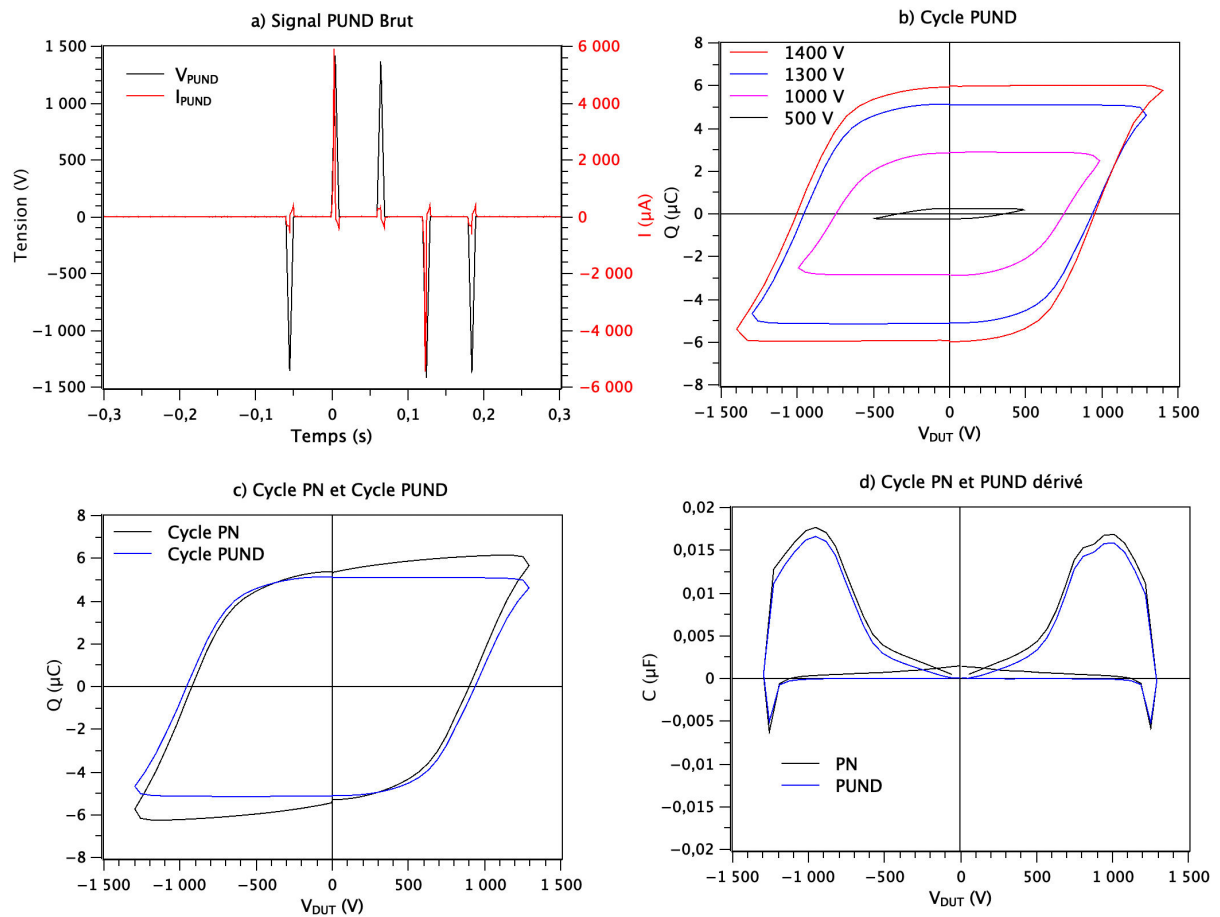 a) Signal PUND Brut
1 500
1 000
500
0
−500
−1 000
−1 500
Tension (V)
V_PUND
I_PUND
6 000
4 000
2 000
0
−2 000
−4 000
−6 000
I (µA)
−0,3 −0,2 −0,1 0 0,1 0,2 0,3
Temps (s)
b) Cycle PUND
8
6
4
2
0
−2
−4
−6
−8
Q (µC)
1400 V
1300 V
1000 V
500 V
−1 500 −1 000 −500 0 500 1 000 1 500
V_DUT (V)
c) Cycle PN et Cycle PUND
8
6
4
2
0
−2
−4
−6
−8
Q (µC)
Cycle PN
Cycle PUND
−1 500 −1 000 −500 0 500 1 000 1 500
V_DUT (V)
d) Cycle PN et PUND dérivé
0,02
0,015
0,01
0,005
0
−0,005
−0,01
−0,015
−0,02
C (µF)
PN
PUND
−1 500 −1 000 −500 0 500 1 000 1 500
V_DUT (V)